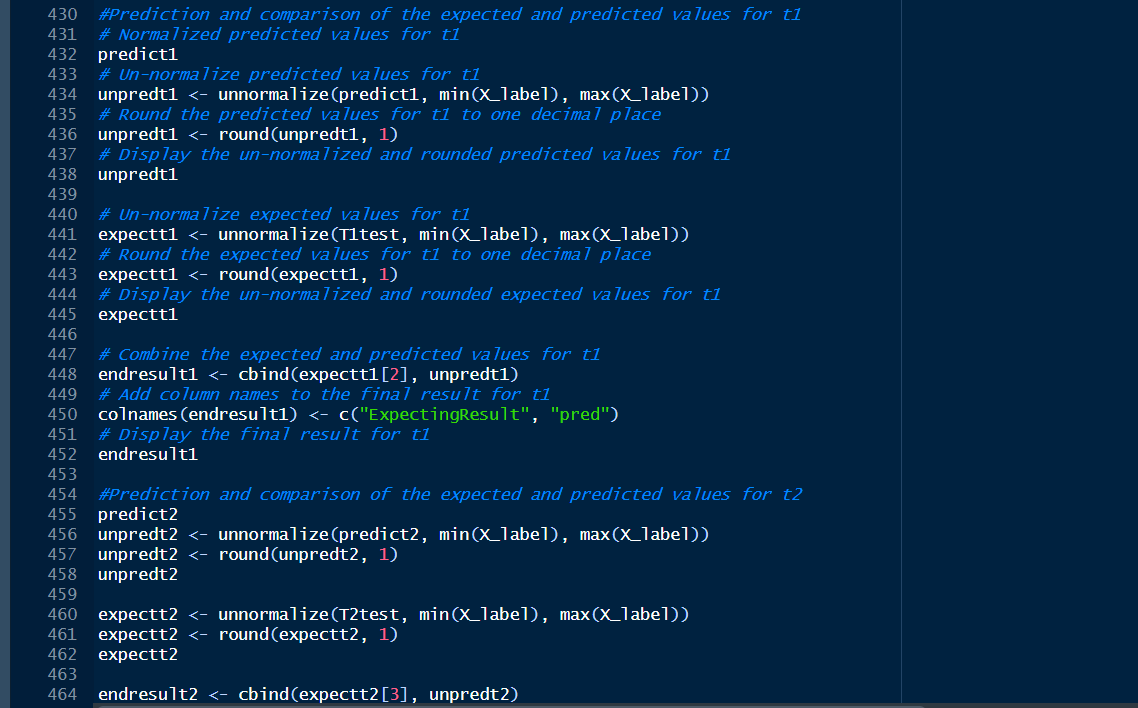 430 #Prediction and comparison of the expected and predicted values for t1
431 # Normalized predicted values for t1
432 predict1
433 # Un-normalize predicted values for t1
434 unpredt1 <- unnormalize(predict1, min(X_label), max(X_label))
435 # Round the predicted values for t1 to one decimal place
436 unpredt1 <- round(unpredt1, 1)
437 # Display the un-normalized and rounded predicted values for t1
438 unpredt1
439
440 # Un-normalize expected values for t1
441 expectt1 <- unnormalize(T1test, min(X_label), max(X_label))
442 # Round the expected values for t1 to one decimal place
443 expectt1 <- round(expectt1, 1)
444 # Display the un-normalized and rounded expected values for t1
445 expectt1
446
447 # Combine the expected and predicted values for t1
448 endresult1 <- cbind(expectt1[2], unpredt1)
449 # Add column names to the final result for t1
450 colnames(endresult1) <- c("ExpectingResult", "pred")
451 # Display the final result for t1
452 endresult1
453
454 #Prediction and comparison of the expected and predicted values for t2
455 predict2
456 unpredt2 <- unnormalize(predict2, min(X_label), max(X_label))
457 unpredt2 <- round(unpredt2, 1)
458 unpredt2
459
460 expectt2 <- unnormalize(T2test, min(X_label), max(X_label))
461 expectt2 <- round(expectt2, 1)
462 expectt2
463
464 endresult2 <- cbind(expectt2[3], unpredt2)